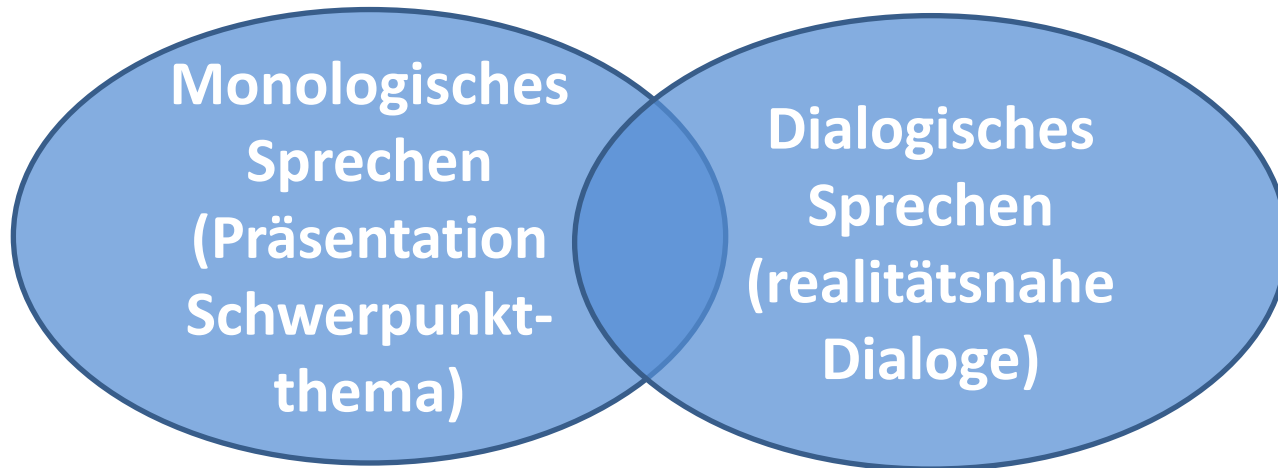 Monologisches
Sprechen
(Präsentation
Schwerpunkt-
thema)
Dialogisches
Sprechen
(realitätsnahe
Dialoge)